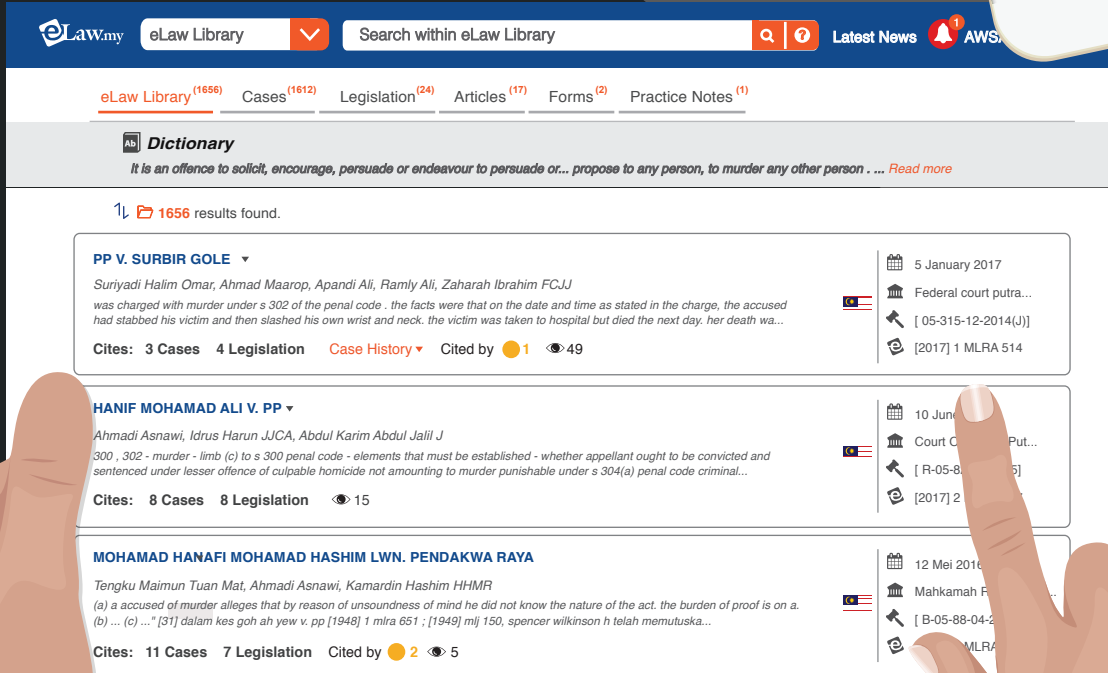 eLaw.my eLaw Library Search within eLaw Library ? Latest News 1
eLaw Library (1656) Cases (1612) Legislation (24) Articles (17) Forms (2) Practice Notes (1)
Ab Dictionary
It is an offence to solicit, encourage, persuade or endeavour to persuade or... propose to any person, to murder any other person . ... Read more
1656 results found.
PP V. SURBIR GOLE
Suriyadi Halim Omar, Ahmad Maarop, Apandi Ali, Ramly Ali, Zaharah Ibrahim FCJJ
was charged with murder under s 302 of the penal code . the facts were that on the date and time as stated in the charge, the accused
had stabbed his victim and then slashed his own wrist and neck. the victim was taken to hospital but died the next day. her death wa...
Cites: 3 Cases 4 Legislation Case History Cited by 1 49
5 January 2017
Federal court putra...
[ 05-315-12-2014(J)]
[2017] 1 MLRA 514
HANIF MOHAMAD ALI V. PP
Ahmadi Asnawi, Idrus Harun JJCA, Abdul Karim Abdul Jalil J
300 , 302 - murder - limb (c) to s 300 penal code - elements that must be established - whether appellant ought to be convicted and
sentenced under lesser offence of culpable homicide not amounting to murder punishable under s 304(a) penal code criminal...
Cites: 8 Cases 8 Legislation 15
10 June
Court Put...
[ R-05-8 5]
[2017] 2
MOHAMAD HANAFI MOHAMAD HASHIM LWN. PENDAKWA RAYA
Tengku Maimun Tuan Mat, Ahmadi Asnawi, Kamardin Hashim HHMR
(a) a accused of murder alleges that by reason of unsoundness of mind he did not know the nature of the act. the burden of proof is on a.
(b) ... (c) ..." [31] dalam kes goh ah yew v. pp [1948] 1 mlra 651 ; [1949] mlj 150, spencer wilkinson h telah memutuska...
Cites: 11 Cases 7 Legislation Cited by 2 5
12 Mei 2016
Mahkamah
[ B-05-88-04-2
MLRA